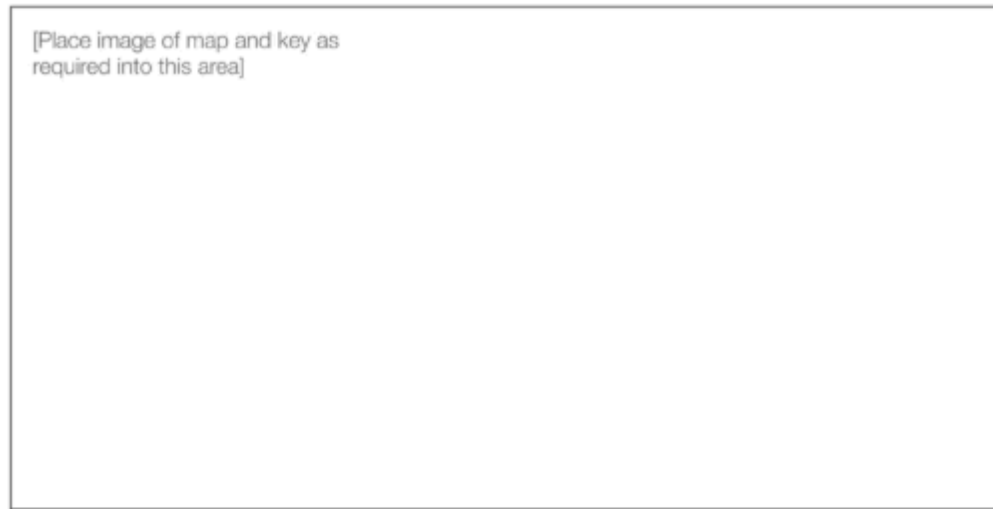 [Place image of map and key as
required into this area]